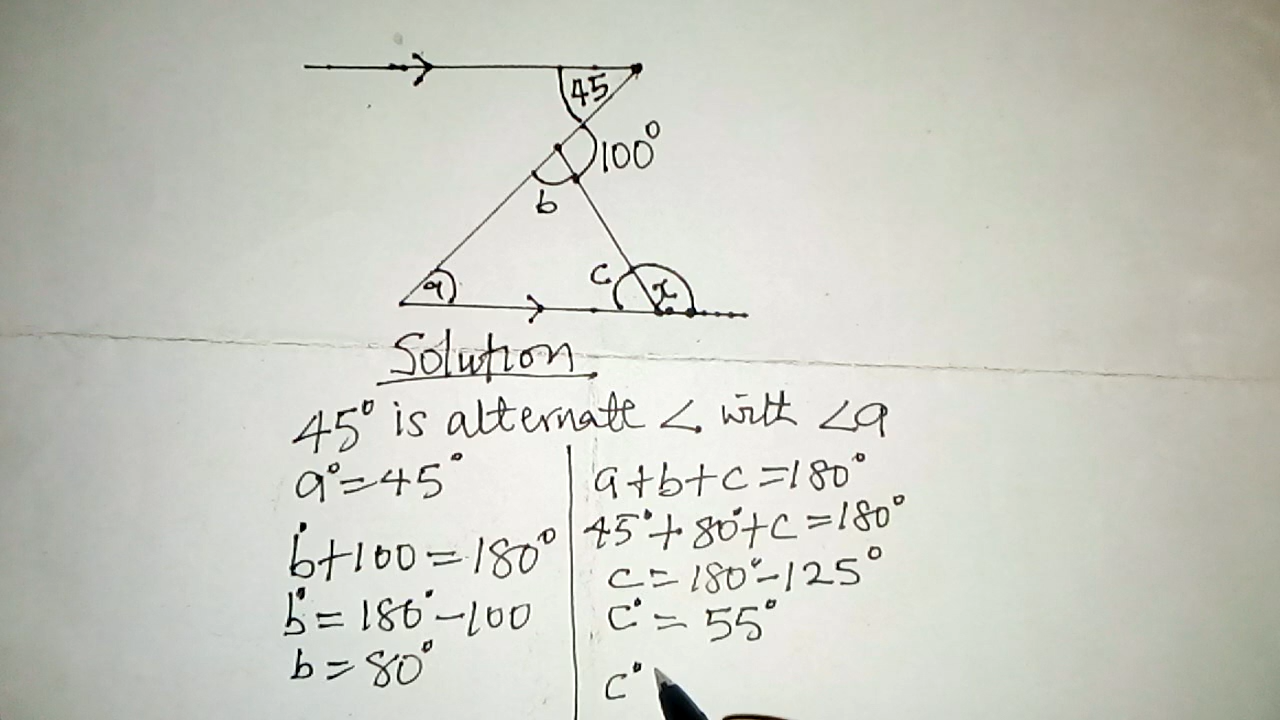 45
100°
b
a
c
x
Solution
45° is alternate ∠ with ∠a
a° = 45°
b° + 100 = 180°
b° = 180° - 100
b = 80°
a + b + c = 180°
45° + 80° + c = 180°
c = 180° - 125°
c° = 55°
c°